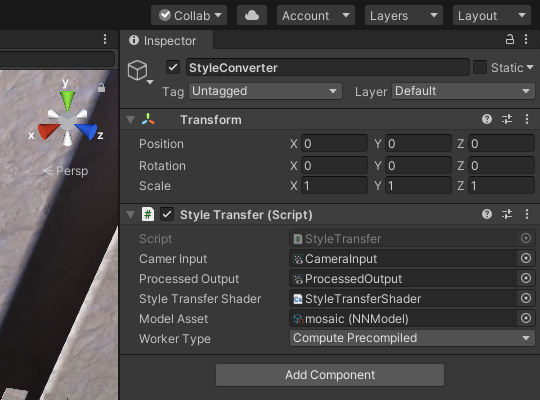 Collab
Account
Layers
Layout
Inspector
StyleConverter
Static
Tag Untagged
Layer Default
Transform
Position X 0 Y 0 Z 0
Rotation X 0 Y 0 Z 0
Scale X 1 Y 1 Z 1
Style Transfer (Script)
Script # StyleTransfer
Camer Input CameraInput
Processed Output ProcessedOutput
Style Transfer Shader StyleTransferShader
Model Asset mosaic (NNModel)
Worker Type Compute Precompiled
Add Component
y
x
z
Persp